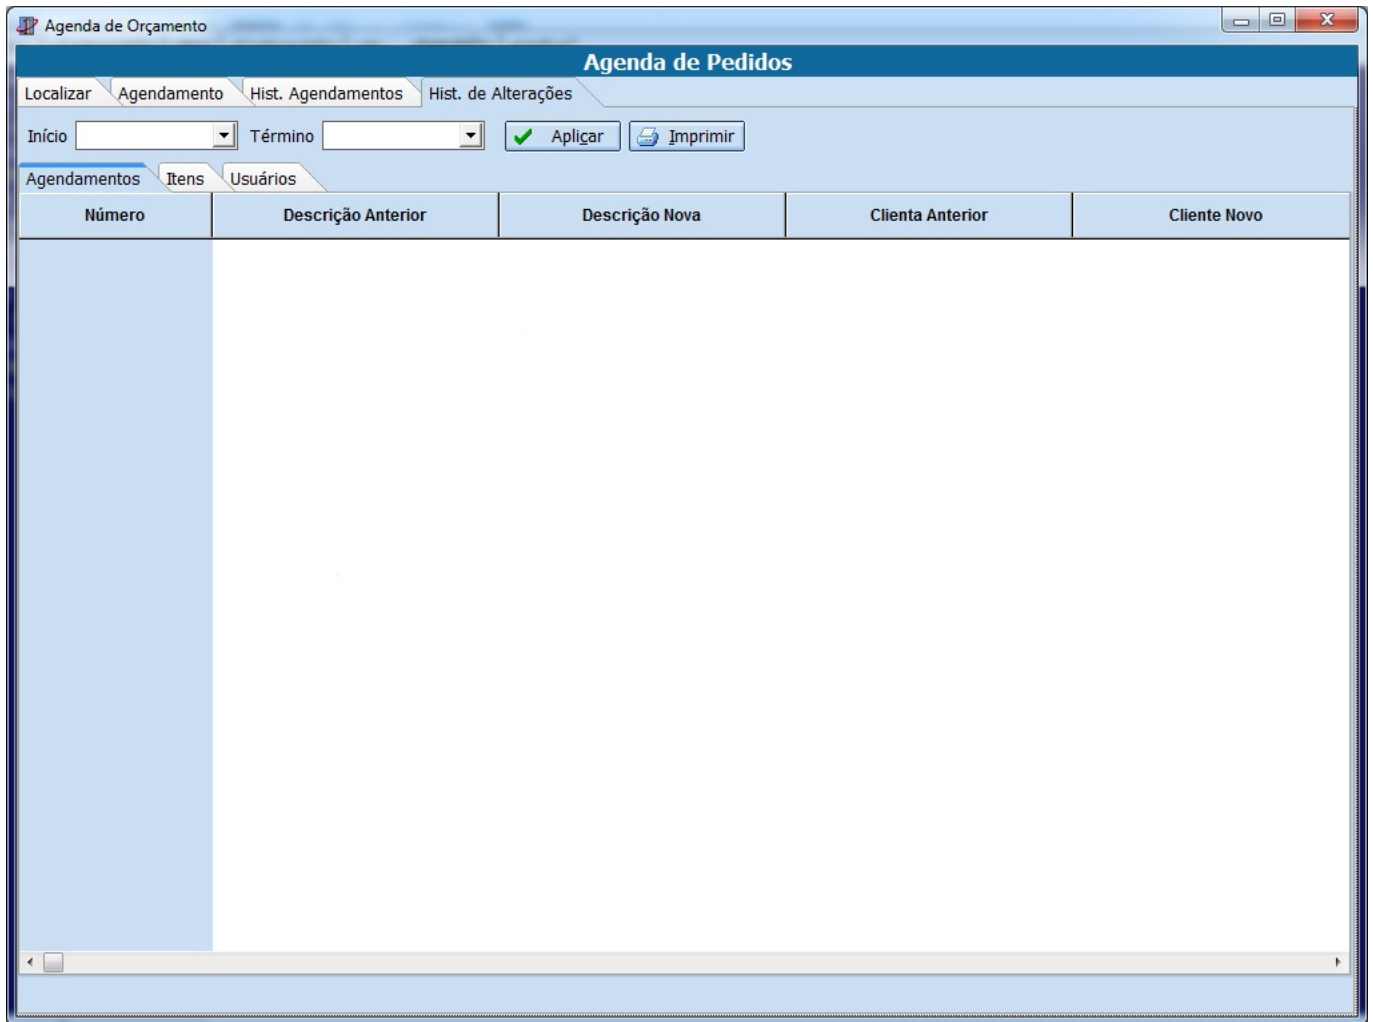 Agenda de Orçamento
Agenda de Pedidos
Localizar Agendamento Hist. Agendamentos Hist. de Alterações
Início Término Apliçar Imprimir
Agendamentos Itens Usuários
Número Descrição Anterior Descrição Nova Clienta Anterior Cliente Novo